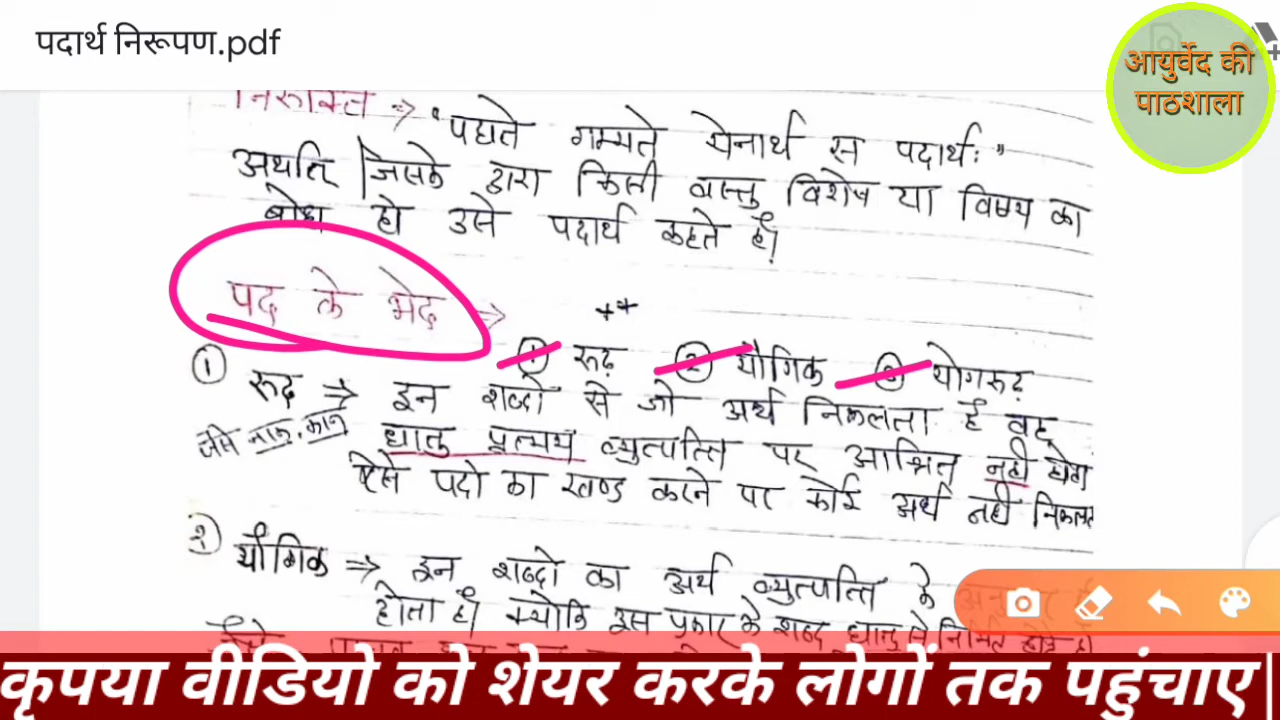 पदार्थ निरूपण.pdf
आयुर्वेद की
पाठशाला
निरूक्ति ⇒ "पद्यते गम्यते येनार्थ स पदार्थः"
अर्थात् जिसके द्वारा किसी वस्तु विशेष या विषय का
बोध हो उसे पदार्थ कहते हैं।
पद के भेद ⇒
① रूढ़ ② यौगिक ③ योगरूढ़
① रूढ़ ⇒ इन शब्दो से जो अर्थ निकलता है वह
जैसे नाक, कान धातु प्रत्यय व्युत्पत्ति पर आश्रित नही होता
ऐसे पदो का खण्ड करने पर कोई अर्थ नहीं निकलता
२) यौगिक ⇒ इन शब्दो का अर्थ व्युत्पत्ति के अनुसार ही
होता है। क्योकि इस प्रकार के शब्द धातु से निर्मित होते है।
कृपया वीडियो को शेयर करके लोगों तक पहुंचाए |